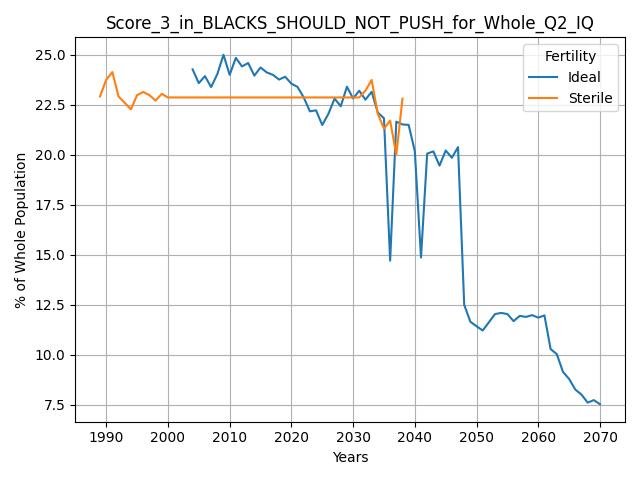 Score_3_in_BLACKS_SHOULD_NOT_PUSH_for_Whole_Q2_IQ
Fertility
Ideal
Sterile
% of Whole Population
25.0
22.5
20.0
17.5
15.0
12.5
10.0
7.5
1990 2000 2010 2020 2030 2040 2050 2060 2070
Years